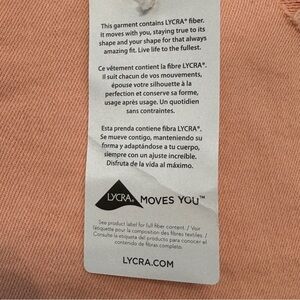 This garment contains LYCRA® fiber.
It moves with you, staying true to its
shape and your shape for that always
amazing fit. Live life to the fullest.
Ce vêtement contient la fibre LYCRA®.
Il suit chacun de vos mouvements,
épouse votre silhouette à la
perfection et conserve sa forme,
usage après usage. Un quotidien
sans contraintes.
Esta prenda contiene fibra LYCRA®.
Se mueve contigo, manteniendo su
forma y adaptándose a tu cuerpo,
siempre con un ajuste increíble.
Disfruta de la vida al máximo.
LYCRA® MOVES YOU™
See product label for full fiber content. / Voir
l'étiquette pour la composition des fibres textiles. /
Consulte la etiqueta del producto para conocer el
contenido de fibras completo.
LYCRA.COM